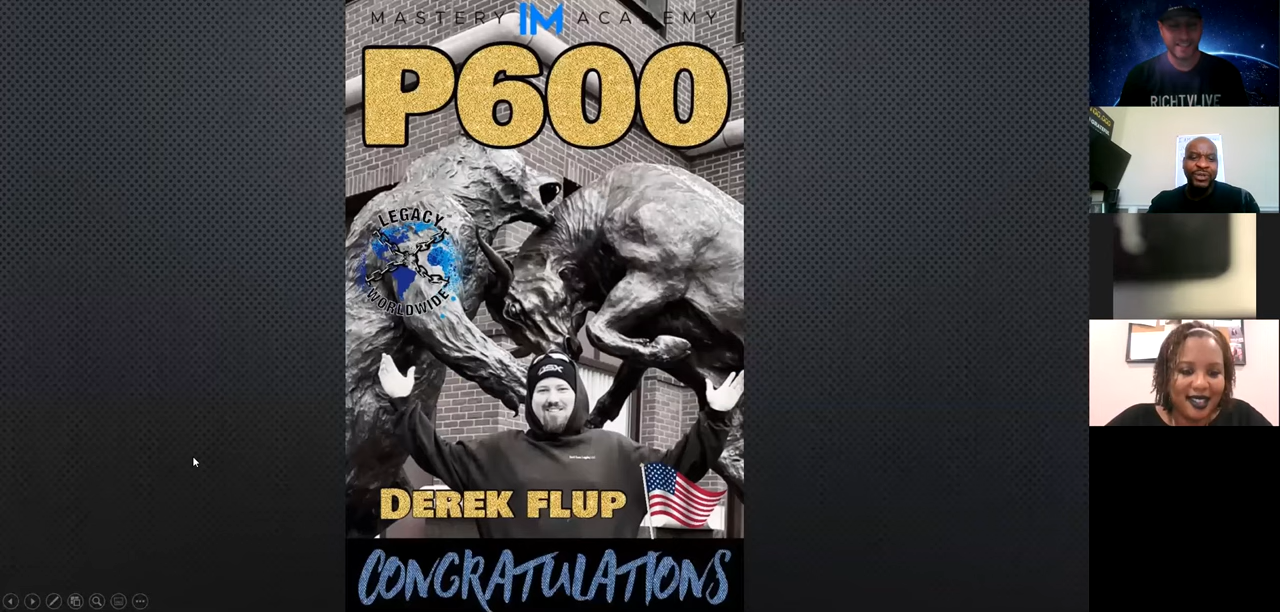 MASTERY IM ACADEMY
P600
LEGACY
WORLDWIDE
DEREK FLUP
CONGRATULATIONS
RICHTVLIVE